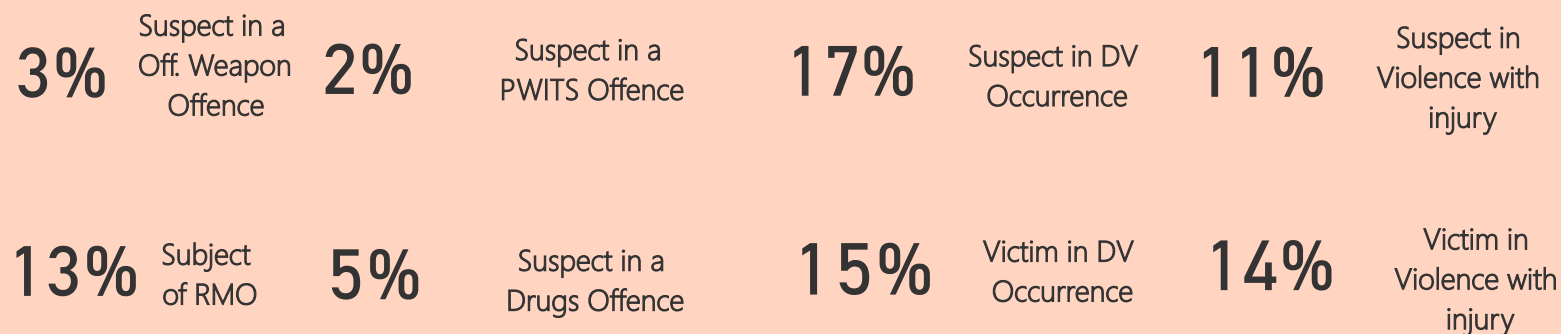 3%
Suspect in a
Off. Weapon
Offence
2%
Suspect in a
PWITS Offence
17%
Suspect in DV
Occurrence
11%
Suspect in
Violence with
injury
13%
Subject
of RMO
5%
Suspect in a
Drugs Offence
15%
Victim in DV
Occurrence
14%
Victim in
Violence with
injury